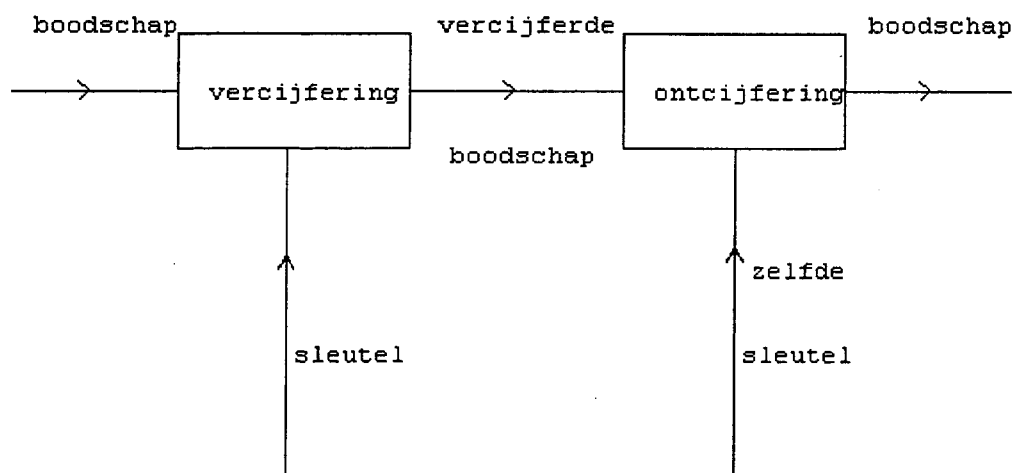 boodschap
vercijferde
boodschap
vercijfering
ontcijfering
boodschap
zelfde
sleutel
sleutel